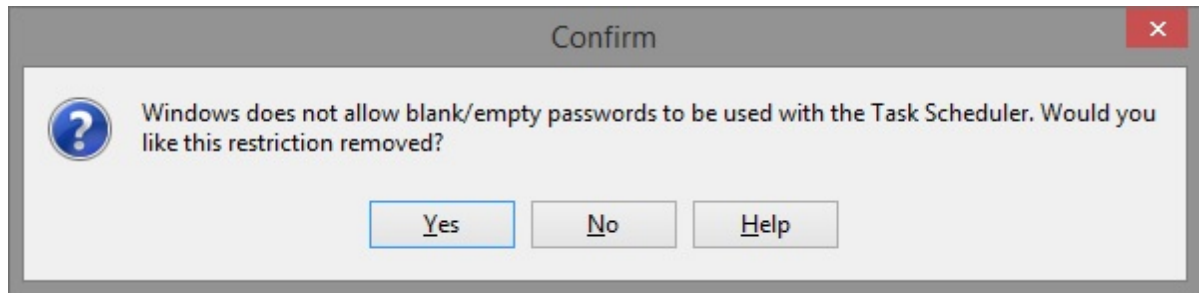 Confirm
Windows does not allow blank/empty passwords to be used with the Task Scheduler. Would you
like this restriction removed?
Yes No Help